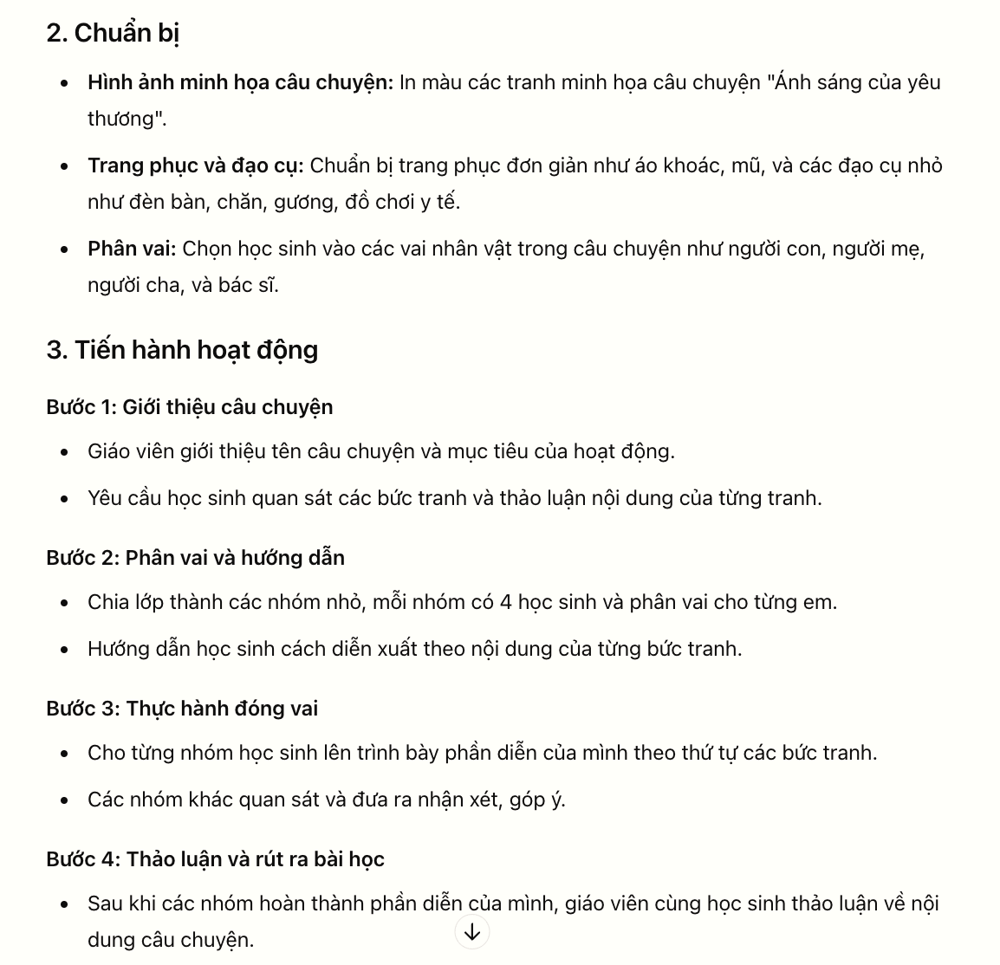 2. Chuẩn bị
• Hình ảnh minh họa câu chuyện: In màu các tranh minh họa câu chuyện "Ánh sáng của yêu
thương".
• Trang phục và đạo cụ: Chuẩn bị trang phục đơn giản như áo khoác, mũ, và các đạo cụ nhỏ
như đèn bàn, chăn, gương, đồ chơi y tế.
• Phân vai: Chọn học sinh vào các vai nhân vật trong câu chuyện như người con, người mẹ,
người cha, và bác sĩ.
3. Tiến hành hoạt động
Bước 1: Giới thiệu câu chuyện
• Giáo viên giới thiệu tên câu chuyện và mục tiêu của hoạt động.
• Yêu cầu học sinh quan sát các bức tranh và thảo luận nội dung của từng tranh.
Bước 2: Phân vai và hướng dẫn
• Chia lớp thành các nhóm nhỏ, mỗi nhóm có 4 học sinh và phân vai cho từng em.
• Hướng dẫn học sinh cách diễn xuất theo nội dung của từng bức tranh.
Bước 3: Thực hành đóng vai
• Cho từng nhóm học sinh lên trình bày phần diễn của mình theo thứ tự các bức tranh.
• Các nhóm khác quan sát và đưa ra nhận xét, góp ý.
Bước 4: Thảo luận và rút ra bài học
• Sau khi các nhóm hoàn thành phần diễn của mình, giáo viên cùng học sinh thảo luận về nội
dung câu chuyện.